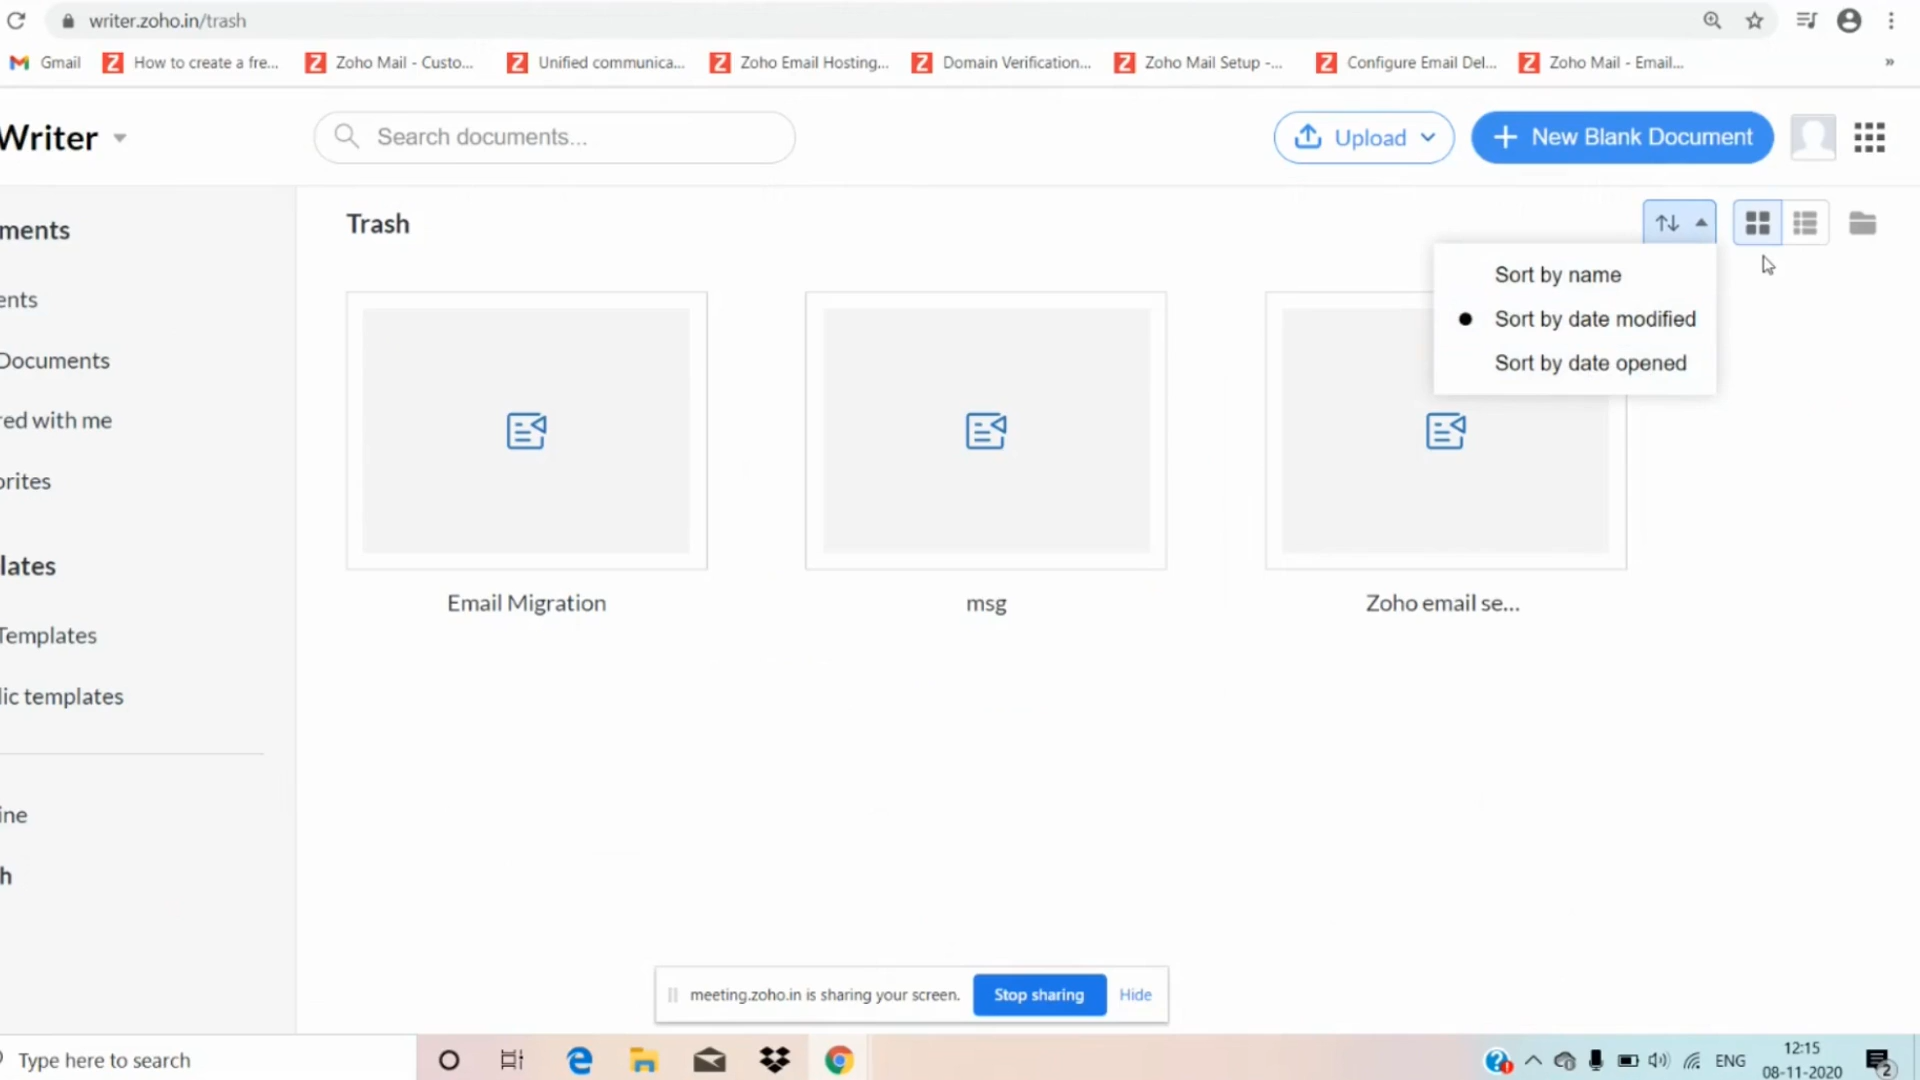 writer.zoho.in/trash
Gmail
How to create a fre...
Zoho Mail - Custo...
Unified communica...
Zoho Email Hosting...
Domain Verification...
Zoho Mail Setup -...
Configure Email Del...
Zoho Mail - Email...
»
Writer
Search documents...
Upload
+ New Blank Document
Trash
ments
ents
Documents
red with me
orites
lates
Templates
lic templates
ine
h
Sort by name
Sort by date modified
Sort by date opened
Email Migration
msg
Zoho email se...
meeting.zoho.in is sharing your screen.
Stop sharing
Hide
Type here to search
ENG
12:15
08-11-2020
2